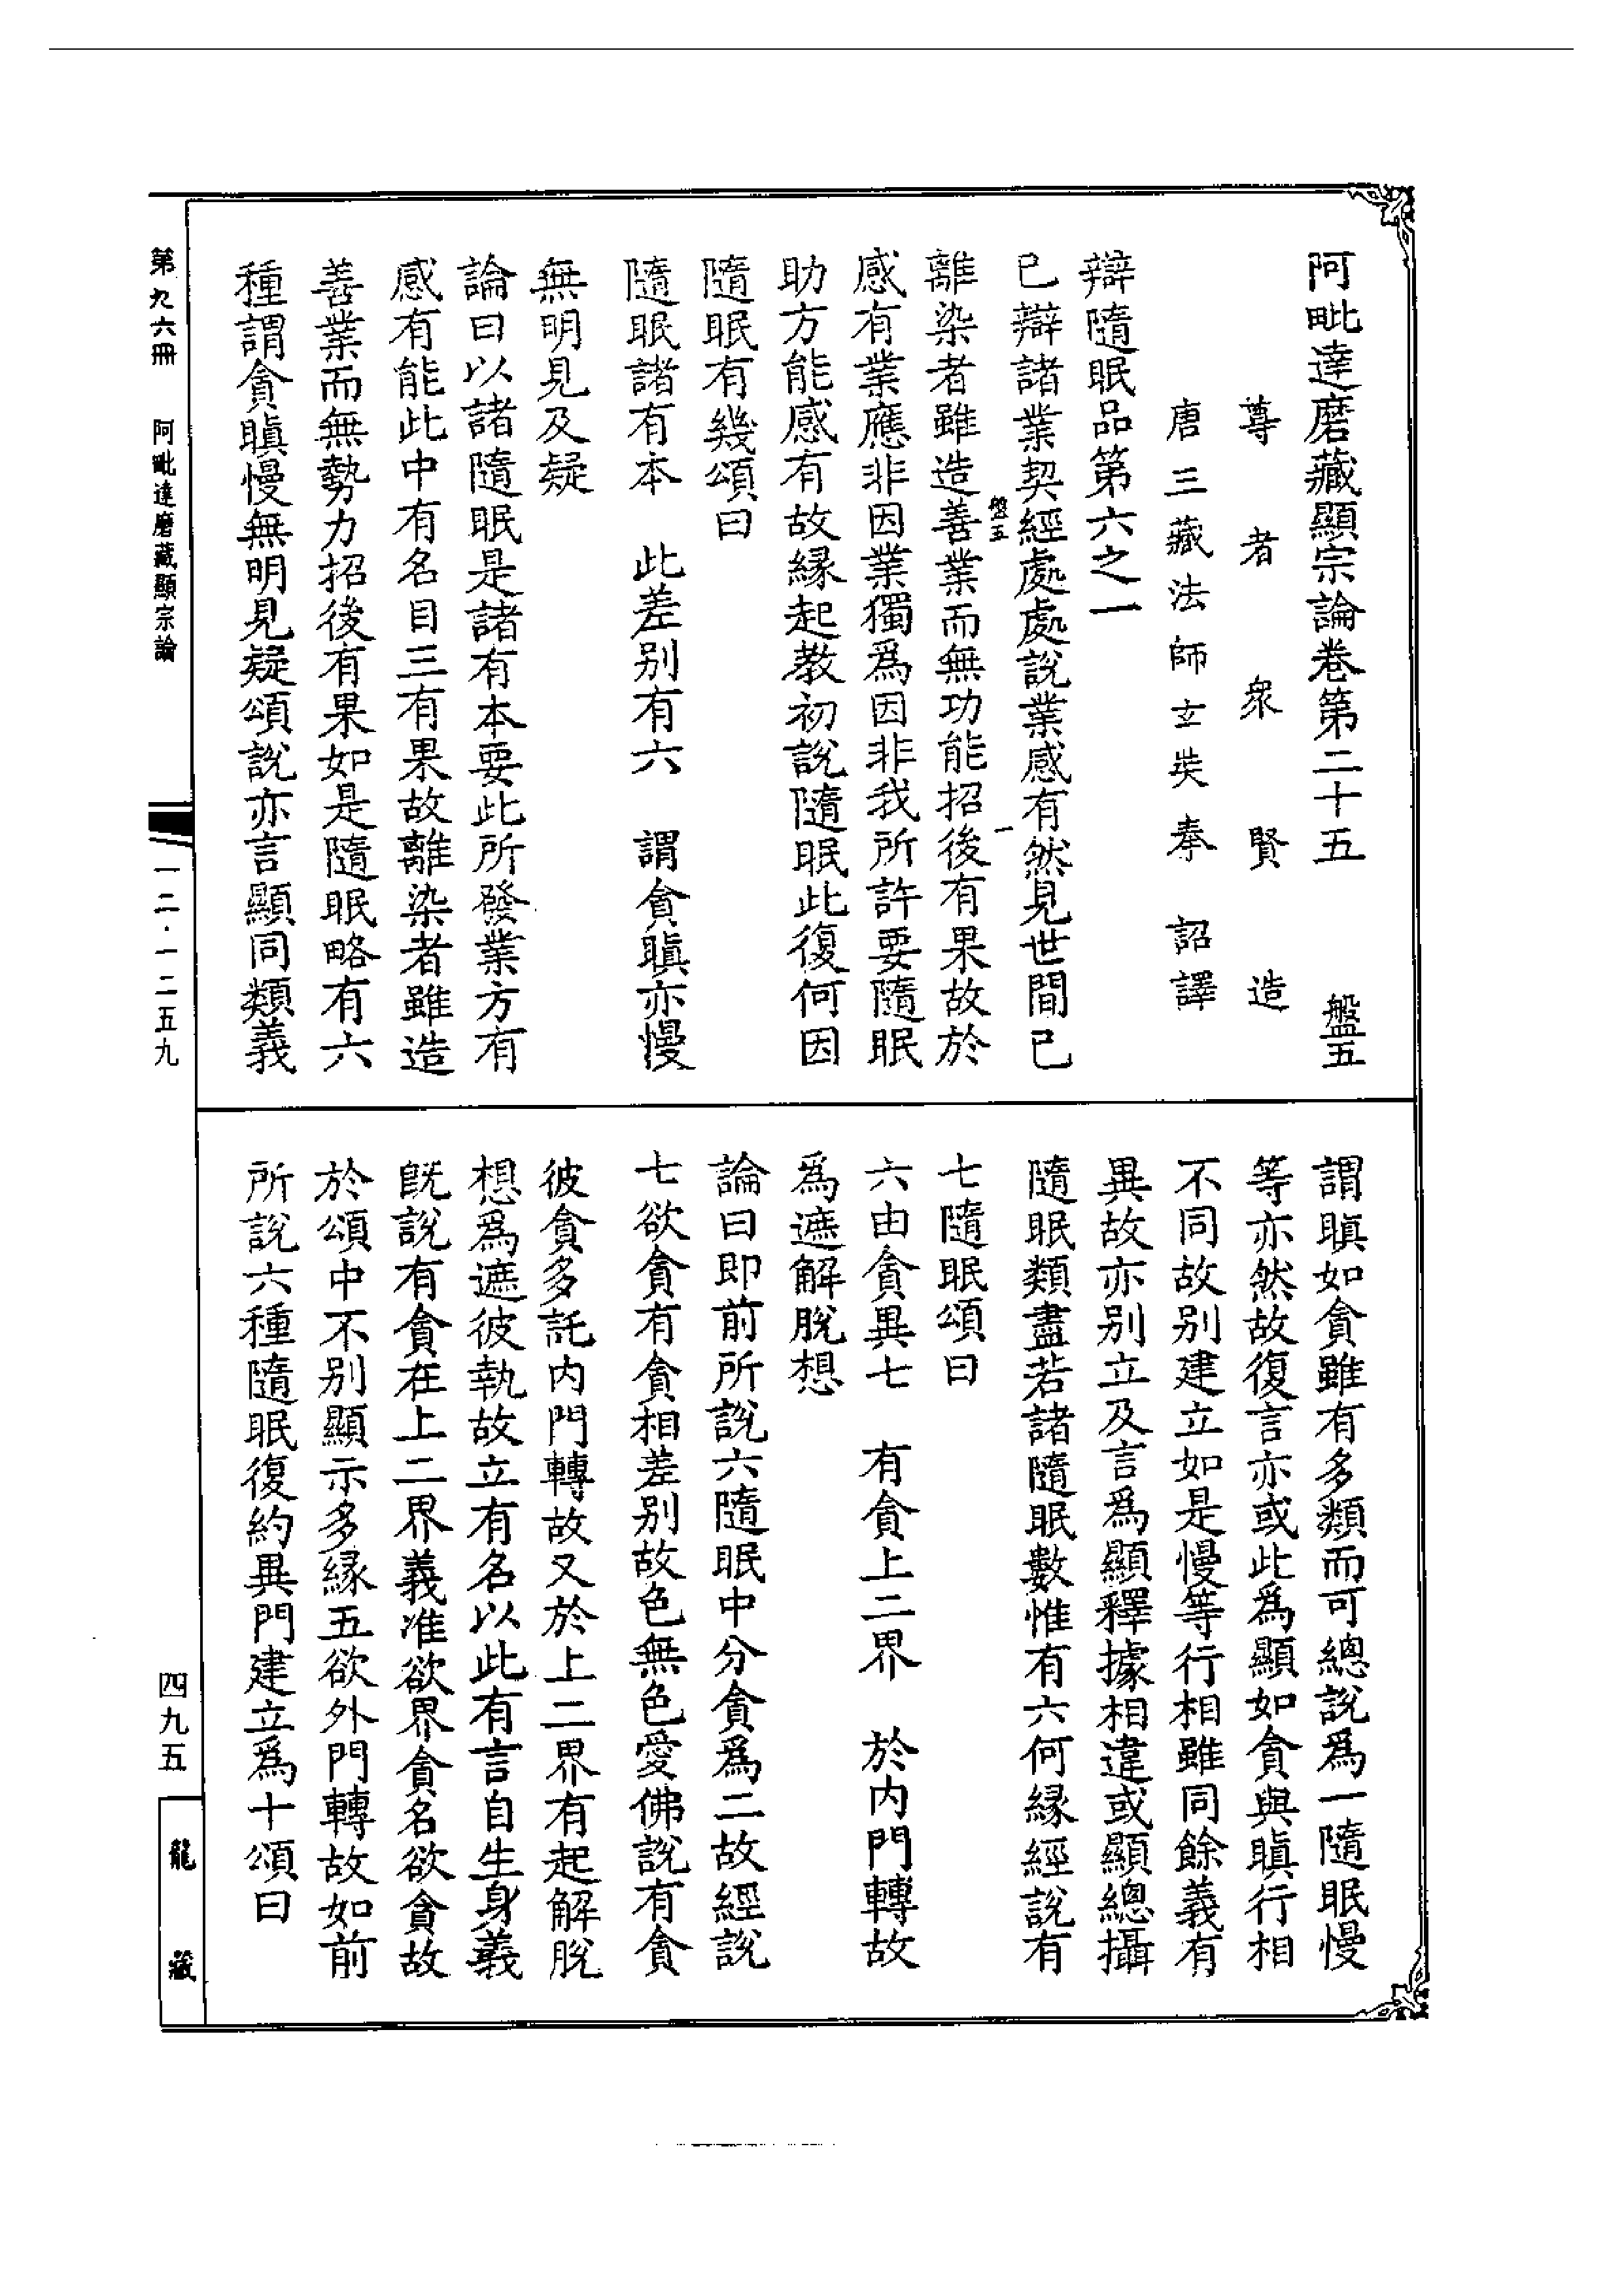 阿毗達磨藏顯宗論卷第二十五　盤五
尊者衆賢造
唐三藏法師玄奘奉　詔譯
辯隨眠品第六之一
已辯諸業契經處處說業感有然見世間已
盤五　一
離染者雖造善業而無功能招後有果故於
感有業應非因業獨爲因非我所許要隨眠
助方能感有故緣起教初說隨眠此復何因
隨眠有幾頌曰
隨眠諸有本　此差别有六　謂貪瞋亦慢
無明見及疑
論曰以諸隨眠是諸有本要此所發業方有
感有能此中有名目三有果故離染者雖造
善業而無勢力招後有果如是隨眠略有六
種謂貪瞋慢無明見疑頌說亦言顯同類義
謂瞋如貪雖有多類而可總說爲一隨眠慢
等亦然故復言亦或此爲顯如貪與瞋行相
不同故别建立如是慢等行相雖同餘義有
異故亦别立及言爲顯釋據相違或顯總攝
隨眠類盡若諸隨眠數惟有六何緣經說有
七隨眠頌曰
六由貪異七　有貪上二界　於内門轉故
爲遮解脫想
論曰即前所說六隨眠中分貪爲二故經說
七欲貪有貪相差别故色無色愛佛說有貪
彼貪多託内門轉故又於上二界有起解脫
想爲遮彼執故立有名以此有言自生身義
既說有貪在上二界義准欲界貪名欲貪故
於頌中不别顯示多緣五欲外門轉故如前
所說六種隨眠復約異門建立爲十頌曰
第九六冊　阿毗達磨藏顯宗論
一二·一二五九
四九五
龍藏